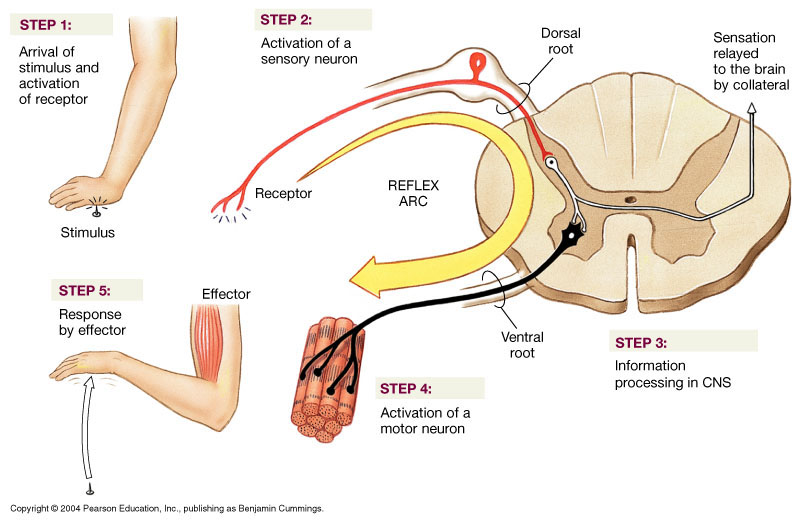 STEP 1:
Arrival of
stimulus and
activation
of receptor
Stimulus
STEP 2:
Activation of a
sensory neuron
Dorsal
root
Sensation
relayed
to the brain
by collateral
Receptor
REFLEX
ARC
STEP 5:
Response
by effector
Effector
Ventral
root
STEP 3:
Information
processing in CNS
STEP 4:
Activation of a
motor neuron
Copyright © 2004 Pearson Education, Inc., publishing as Benjamin Cummings.